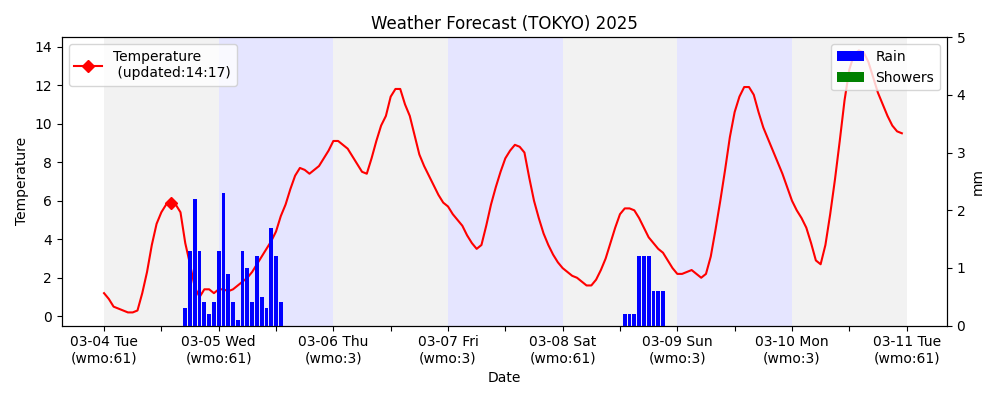 Weather Forecast (TOKYO) 2025
Temperature
(updated:14:17)
Rain
Showers
14
12
10
8
6
4
2
0
Temperature
5
4
3
2
1
0
mm
03-04 Tue
(wmo:61)
03-05 Wed
(wmo:61)
03-06 Thu
(wmo:3)
03-07 Fri
(wmo:3)
03-08 Sat
(wmo:61)
03-09 Sun
(wmo:3)
03-10 Mon
(wmo:3)
03-11 Tue
(wmo:61)
Date